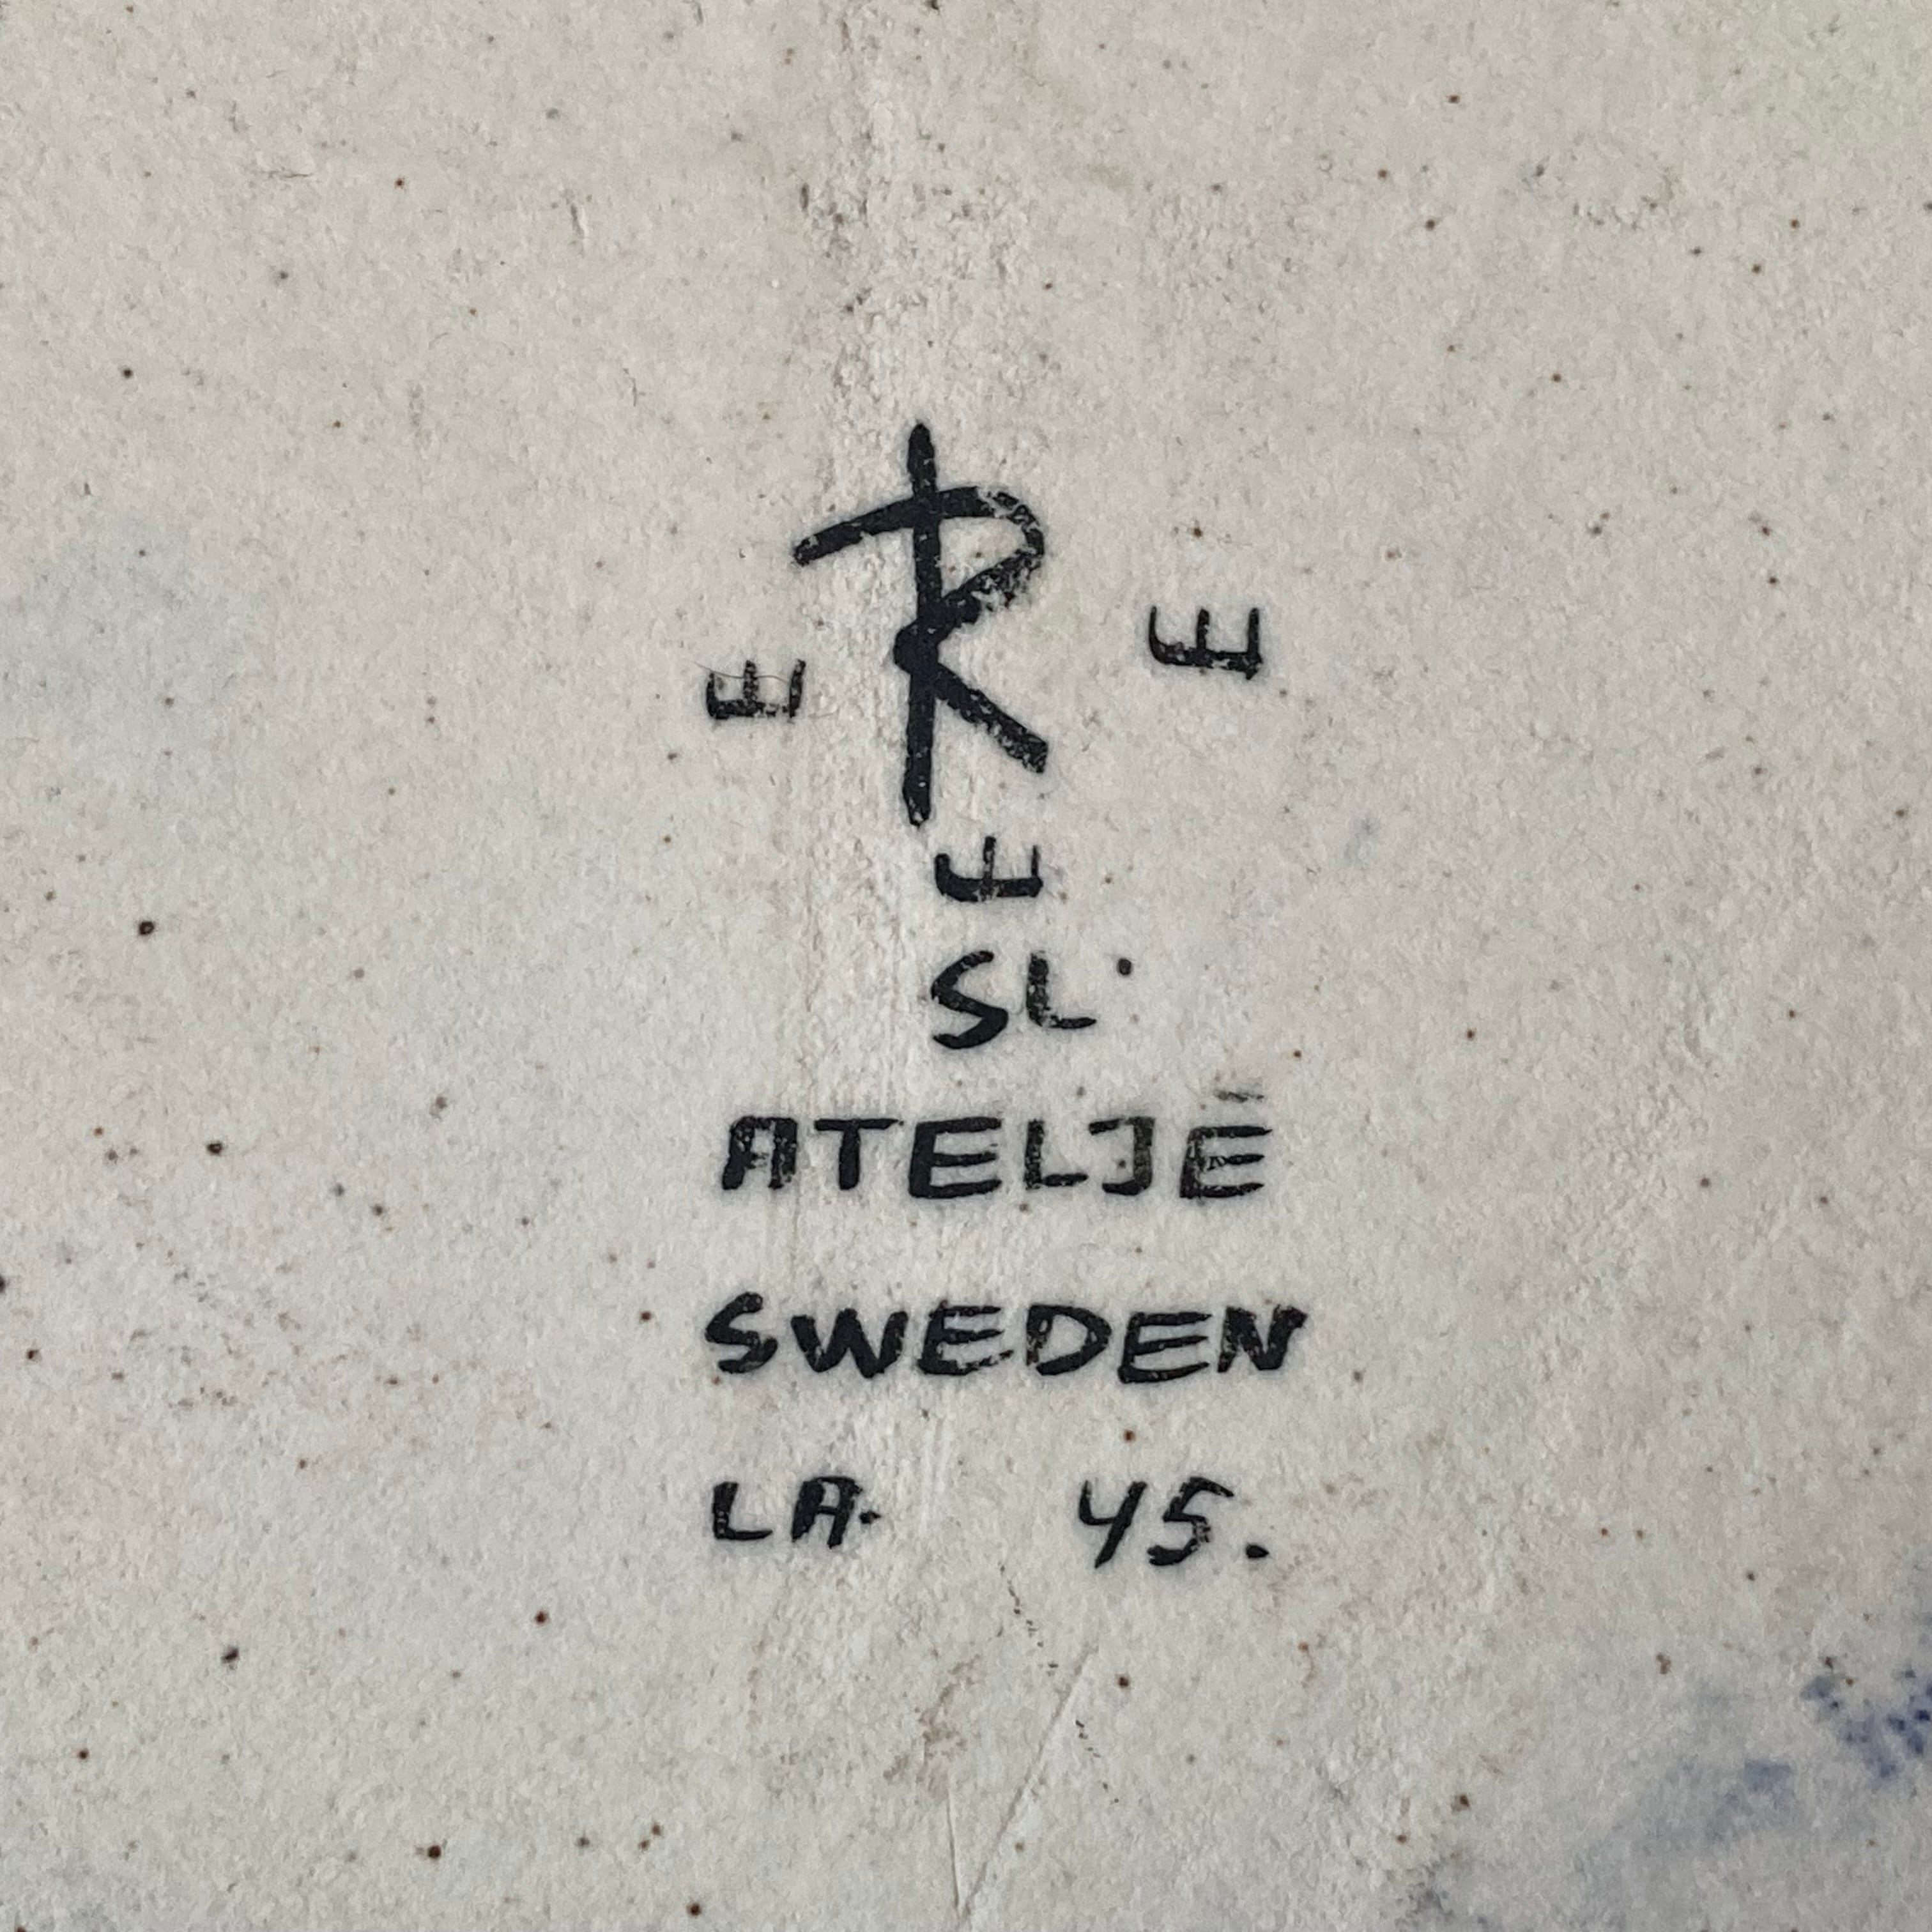 R
E E
E
SL.
ATELJÉ
SWEDEN
LA. 45.